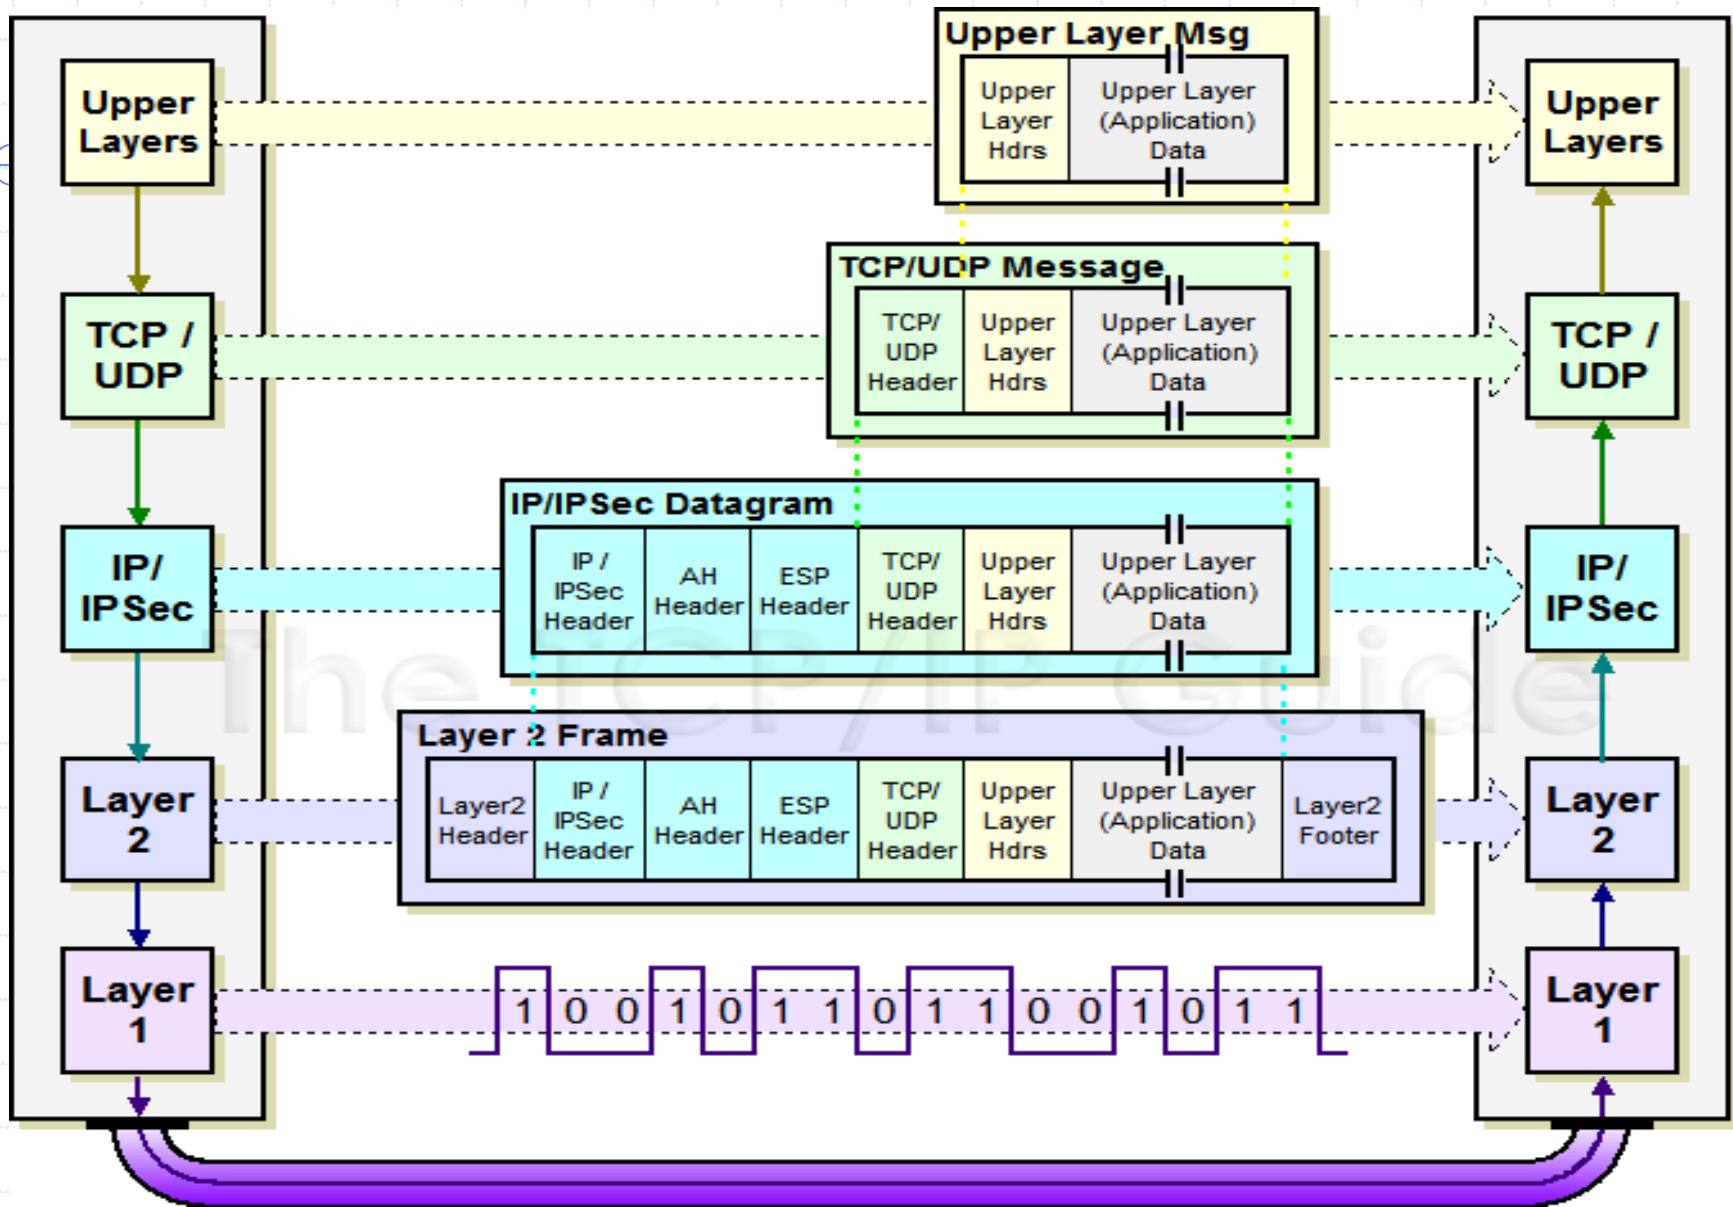 Upper Layer Msg
Upper
Layers
Upper
Layer
Hdrs
Upper Layer
(Application)
Data
Upper
Layers
TCP/UDP Message
TCP /
UDP
TCP/
UDP
Header
Upper
Layer
Hdrs
Upper Layer
(Application)
Data
TCP /
UDP
IP/IPSec Datagram
IP/
IPSec
IP /
IPSec
Header
AH
Header
ESP
Header
TCP/
UDP
Header
Upper
Layer
Hdrs
Upper Layer
(Application)
Data
IP/
IPSec
The TCP/IP Guide
Layer 2 Frame
Layer
2
Layer2
Header
IP /
IPSec
Header
AH
Header
ESP
Header
TCP/
UDP
Header
Upper
Layer
Hdrs
Upper Layer
(Application)
Data
Layer2
Footer
Layer
2
Layer
1
1 0 0 1 0 1 1 0 1 1 0 0 1 0 1 1
Layer
1